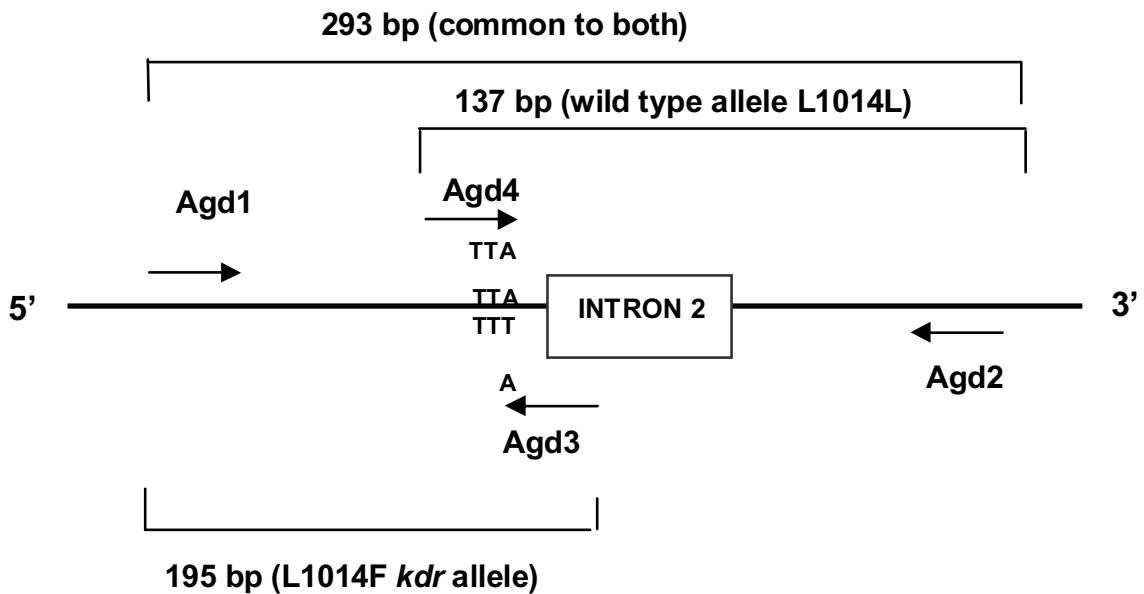 293 bp (common to both)
137 bp (wild type allele L1014L)
Agd1
Agd4
TTA
5’
TTA
TTT
INTRON 2
3’
A
Agd2
Agd3
195 bp (L1014F kdr allele)